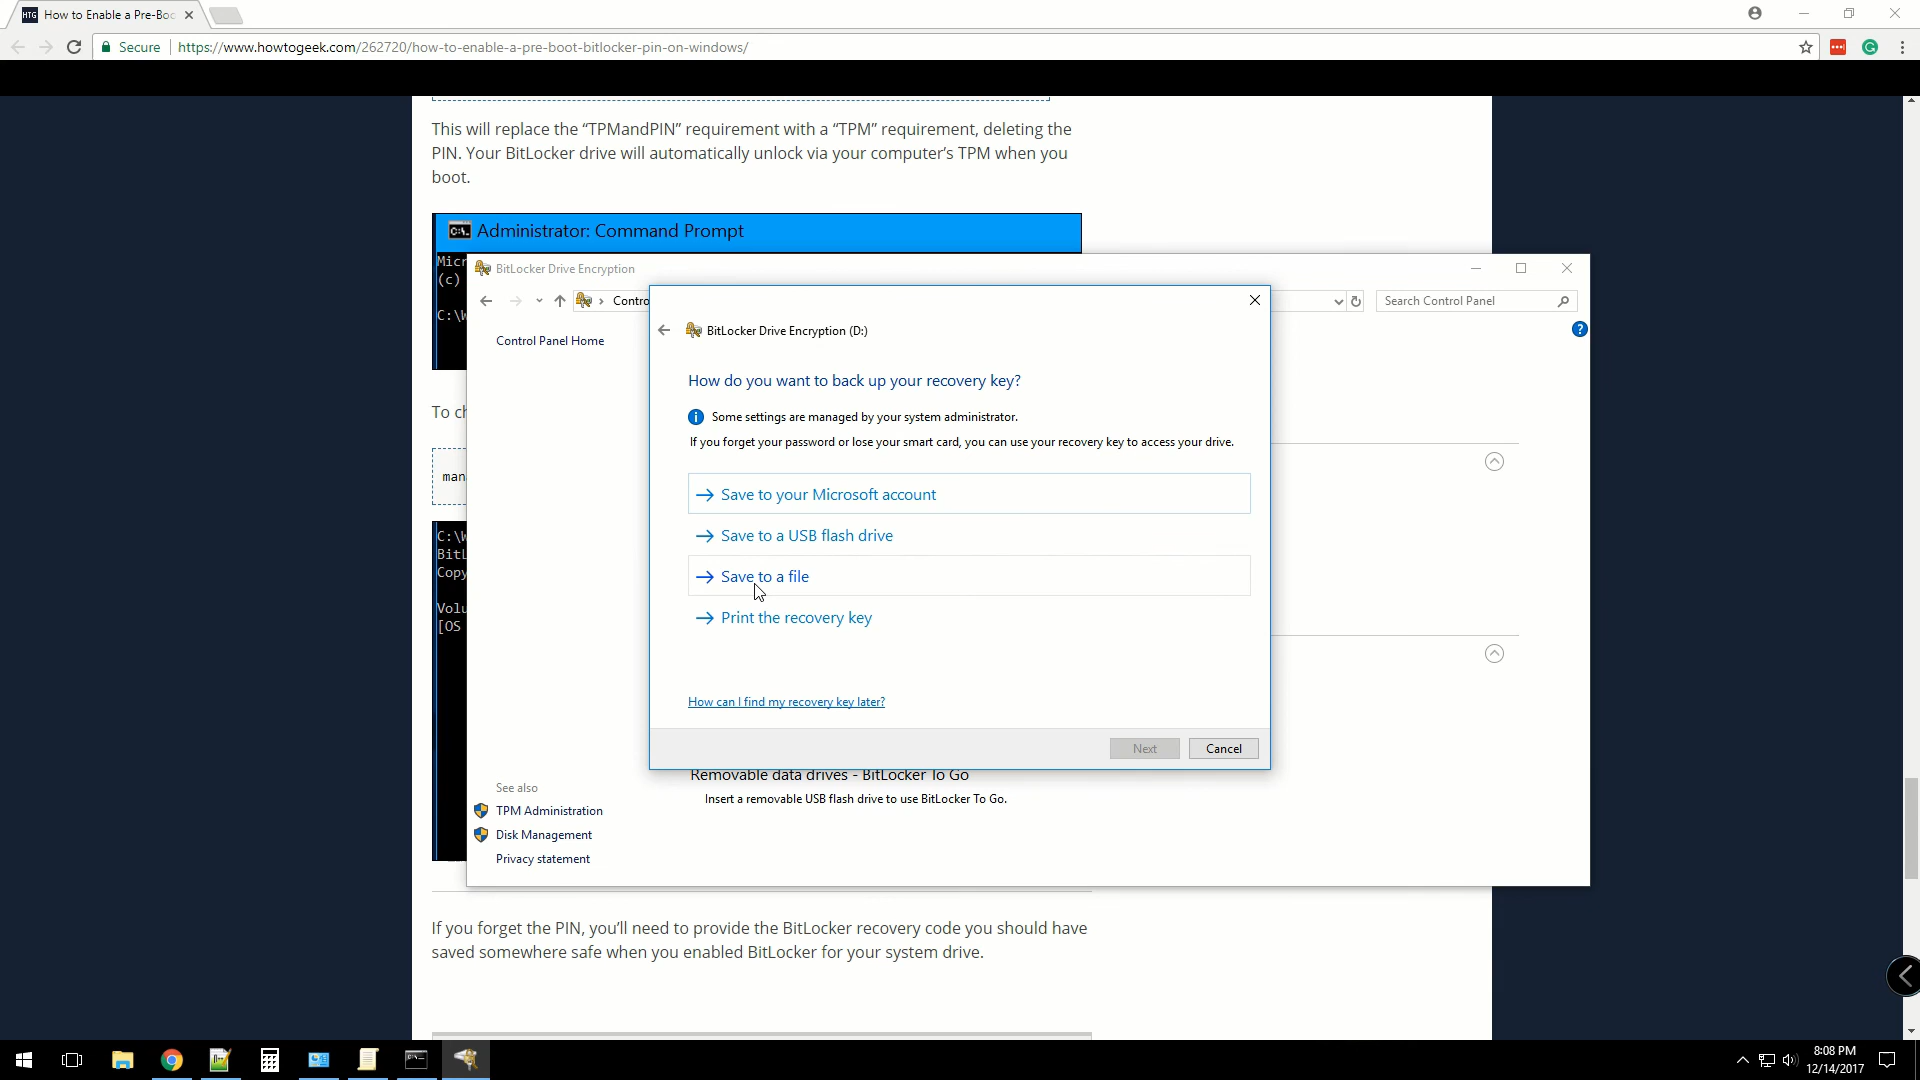 How to Enable a Pre-Boo
Secure
https://www.howtogeek.com/262720/how-to-enable-a-pre-boot-bitlocker-pin-on-windows/
This will replace the “TPMandPIN” requirement with a “TPM” requirement, deleting the
PIN. Your BitLocker drive will automatically unlock via your computer’s TPM when you
boot.
Administrator: Command Prompt
Micr
(c)
C:\W
To ch
man
C:\W
BitL
Copy
Volu
[OS
BitLocker Drive Encryption
Contro
Search Control Panel
Control Panel Home
BitLocker Drive Encryption (D:)
How do you want to back up your recovery key?
Some settings are managed by your system administrator.
If you forget your password or lose your smart card, you can use your recovery key to access your drive.
Save to your Microsoft account
Save to a USB flash drive
Save to a file
Print the recovery key
How can I find my recovery key later?
Next
Cancel
Removable data drives - BitLocker To Go
Insert a removable USB flash drive to use BitLocker To Go.
See also
TPM Administration
Disk Management
Privacy statement
If you forget the PIN, you’ll need to provide the BitLocker recovery code you should have
saved somewhere safe when you enabled BitLocker for your system drive.
8:08 PM
12/14/2017